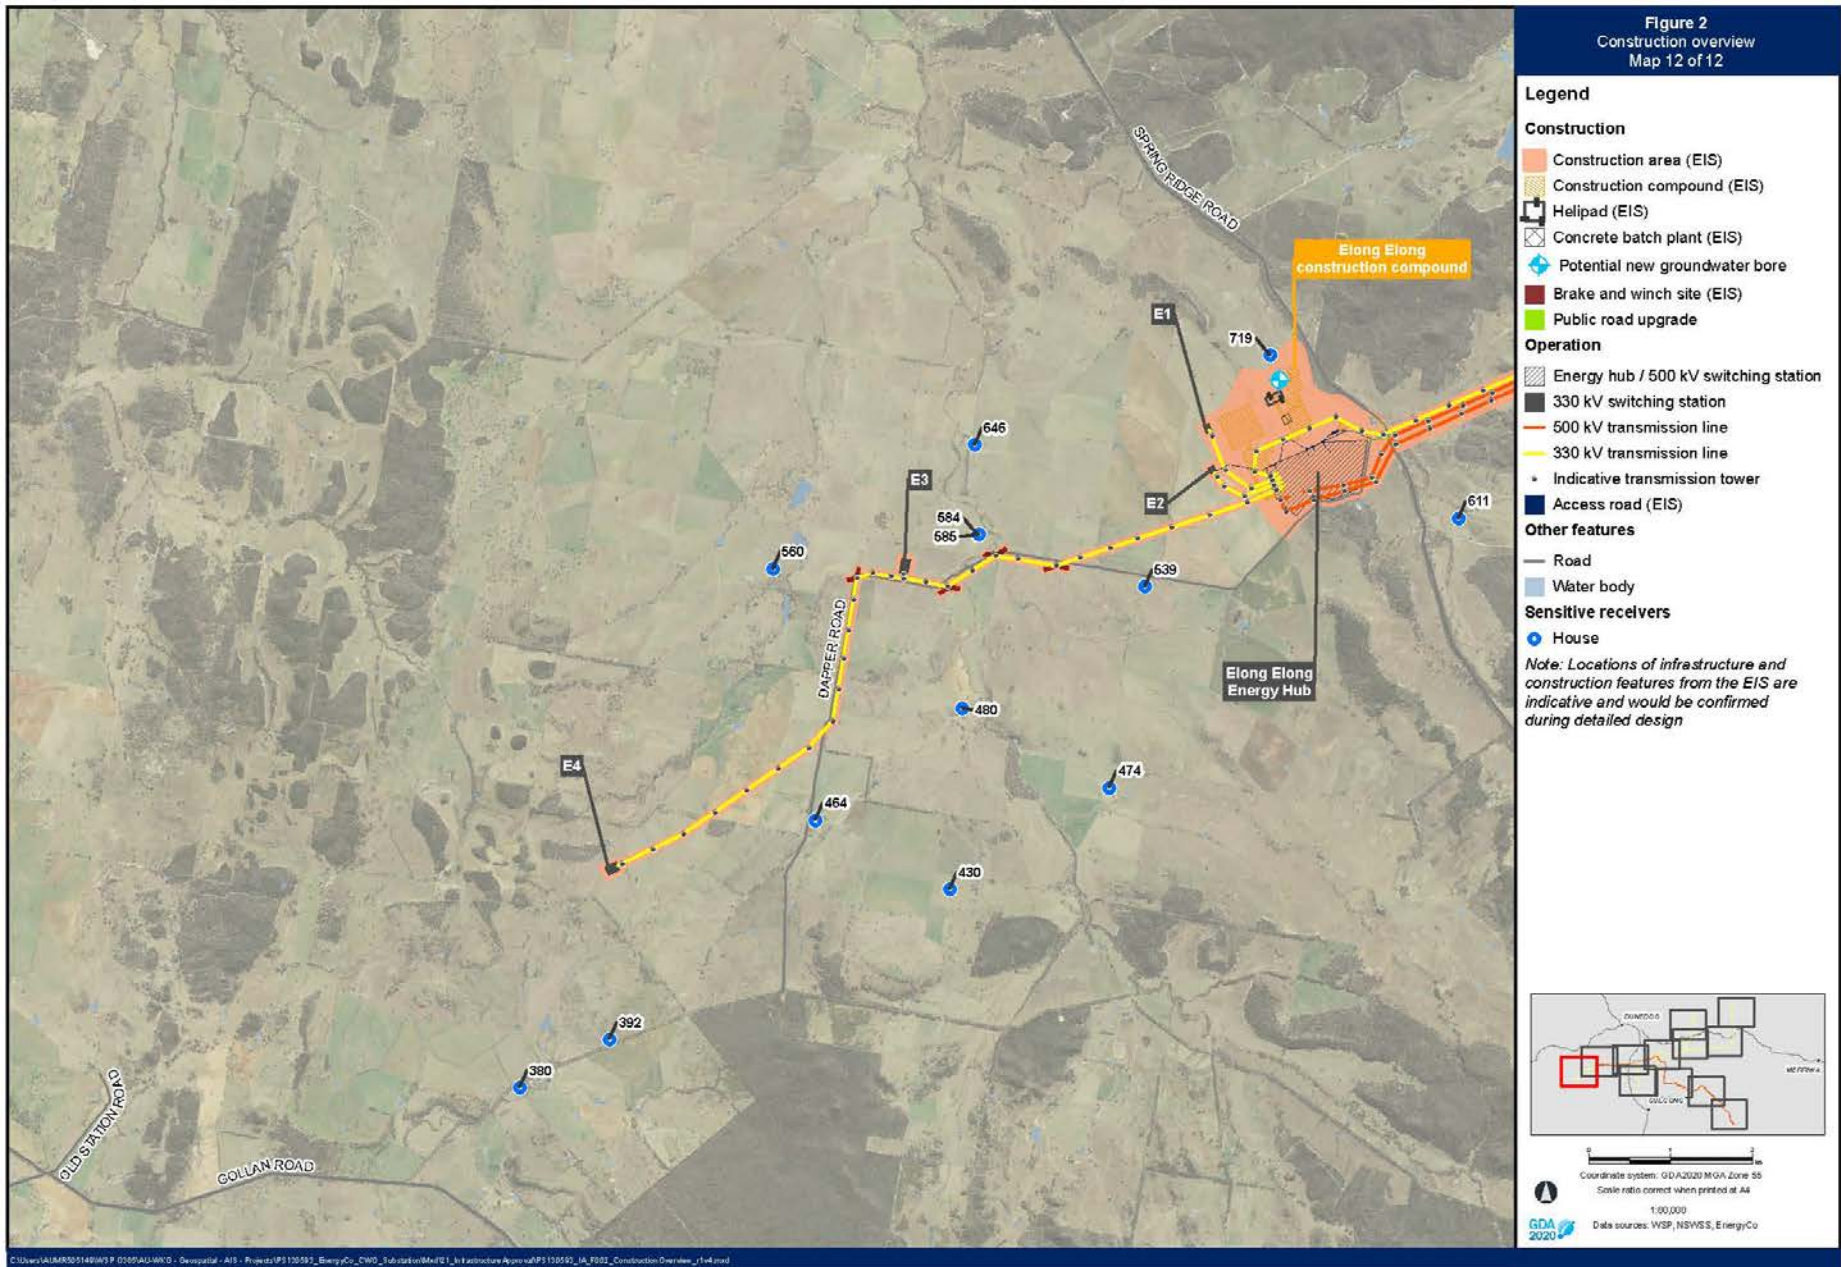 Figure 2
Construction overview
Map 12 of 12
Legend
Construction
Construction area (EIS)
Construction compound (EIS)
Helipad (EIS)
Concrete batch plant (EIS)
Potential new groundwater bore
Brake and winch site (EIS)
Public road upgrade
Operation
Energy hub / 500 kV switching station
330 kV switching station
500 kV transmission line
330 kV transmission line
Indicative transmission tower
Access road (EIS)
Other features
Road
Water body
Sensitive receivers
House
Note: Locations of infrastructure and
construction features from the EIS are
indicative and would be confirmed
during detailed design
SPRING RIDGE ROAD
Elong Elong
construction compound
E1
719
646
E3
E2
584
585
611
560
539
DAPPER ROAD
Elong Elong
Energy Hub
480
E4
474
464
430
392
380
OLD STATION ROAD
GOLLAN ROAD
DUNEDOO
MERRIWA
GULGONG
0 1 2
Coordinate system: GDA2020 MGA Zone 55
Scale ratio correct when printed at A4
1:60,000
GDA
2020
Data sources: WSP, NSWSS, EnergyCo